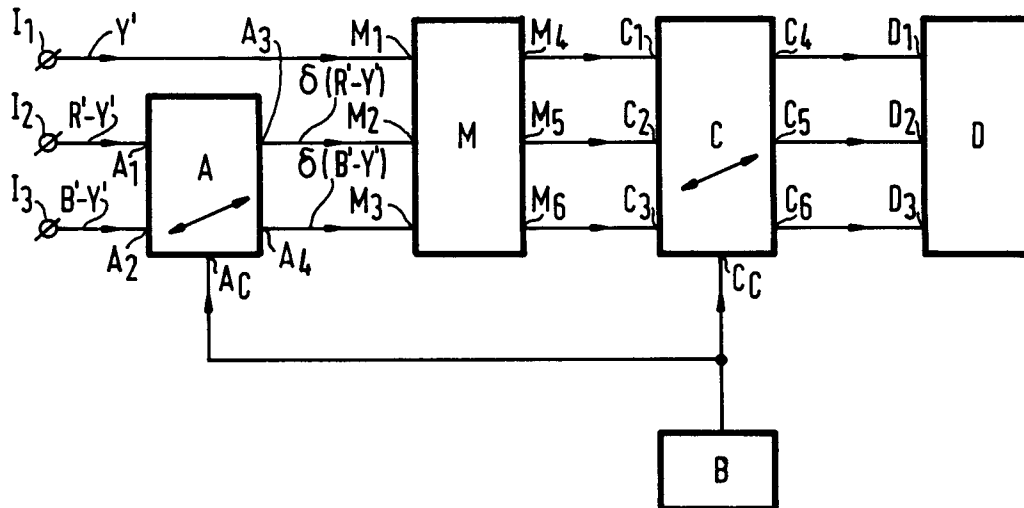 I1 Y' A3 M1 M4 C1 C4 D1
δ(R'-Y')
I2 R'-Y' A1 A M2 M M5 C2 C C5 D2 D
δ(B'-Y')
I3 B'-Y' A2 A4 M3 M6 C3 C6 D3
AC CC
B